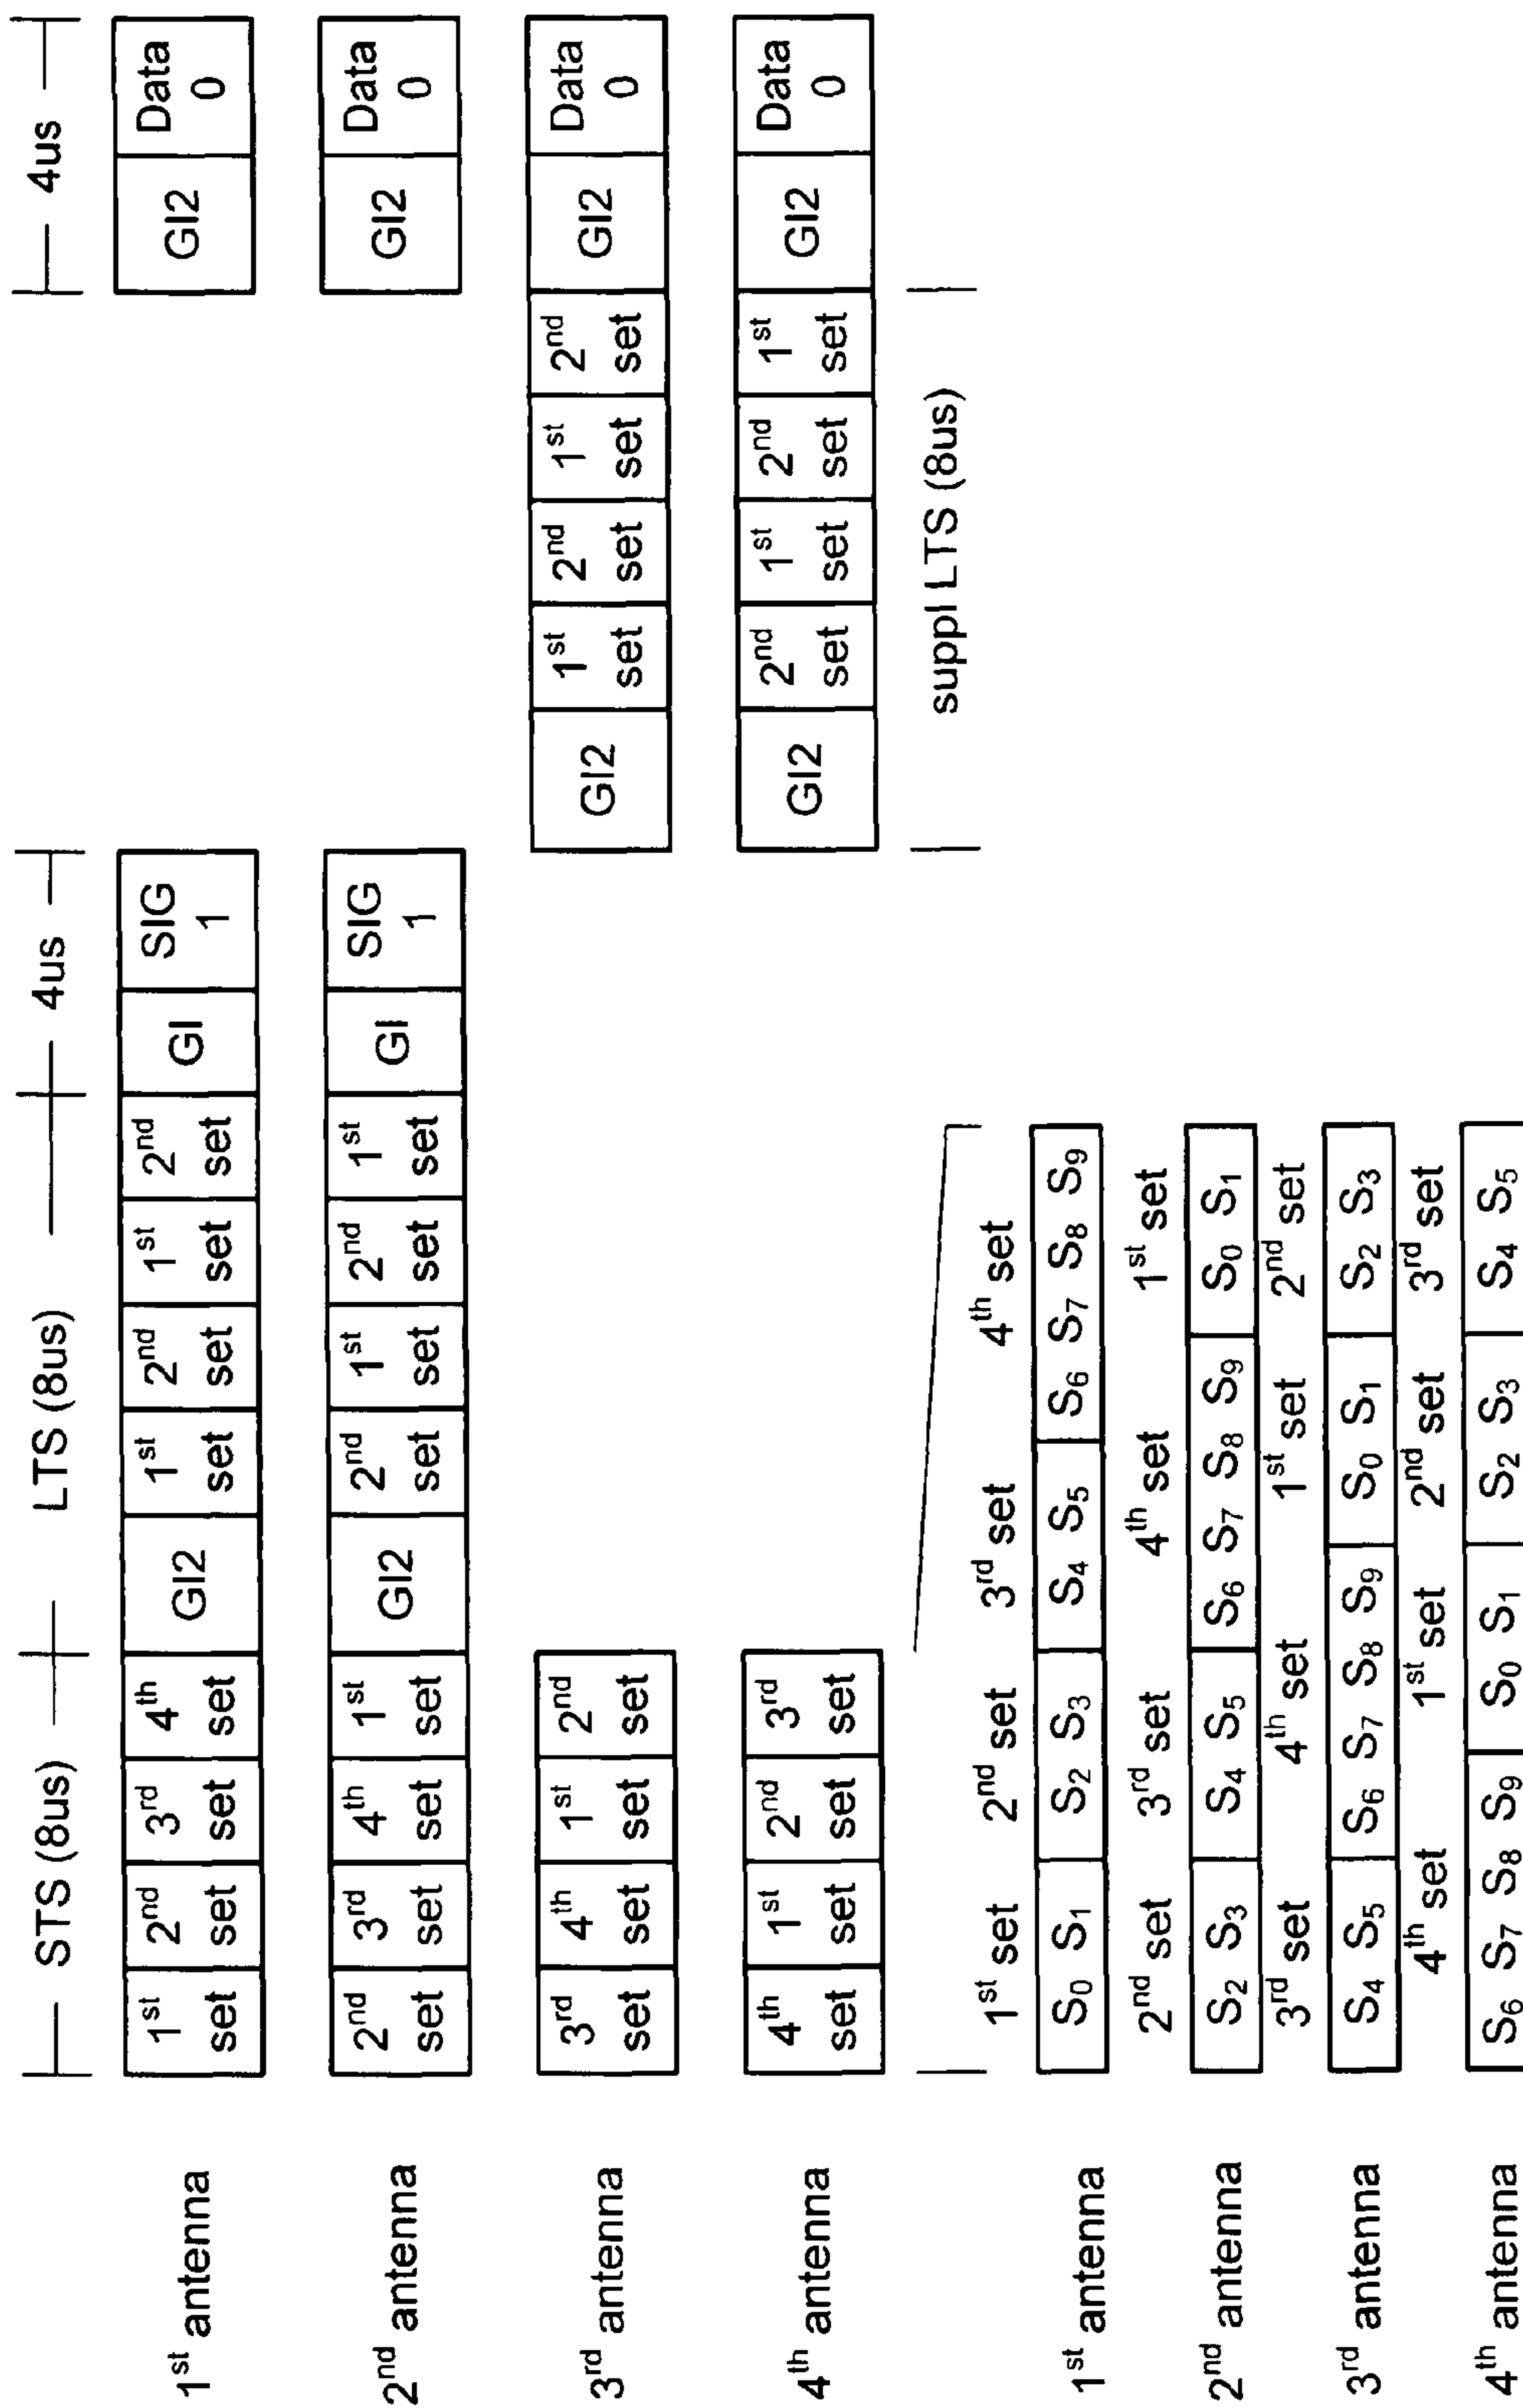 STS (8us) LTS (8us) 4us 4us
1st antenna 1st set 2nd set 3rd set 4th set GI2 1st set 2nd set 1st set 2nd set GI SIG 1 GI2 Data 0
2nd antenna 2nd set 3rd set 4th set 1st set GI2 2nd set 1st set 2nd set 1st set GI SIG 1 GI2 Data 0
3rd antenna 3rd set 4th set 1st set 2nd set GI2 1st set 2nd set 1st set 2nd set GI2 Data 0
4th antenna 4th set 1st set 2nd set 3rd set GI2 2nd set 1st set 2nd set 1st set GI2 Data 0
suppl LTS (8us)
1st set 2nd set 3rd set 4th set
1st antenna S0 S1 S2 S3 S4 S5 S6 S7 S8 S9
2nd set 3rd set 4th set 1st set
2nd antenna S2 S3 S4 S5 S6 S7 S8 S9 S0 S1
3rd set 4th set 1st set 2nd set
3rd antenna S4 S5 S6 S7 S8 S9 S0 S1 S2 S3
4th set 1st set 2nd set 3rd set
4th antenna S6 S7 S8 S9 S0 S1 S2 S3 S4 S5